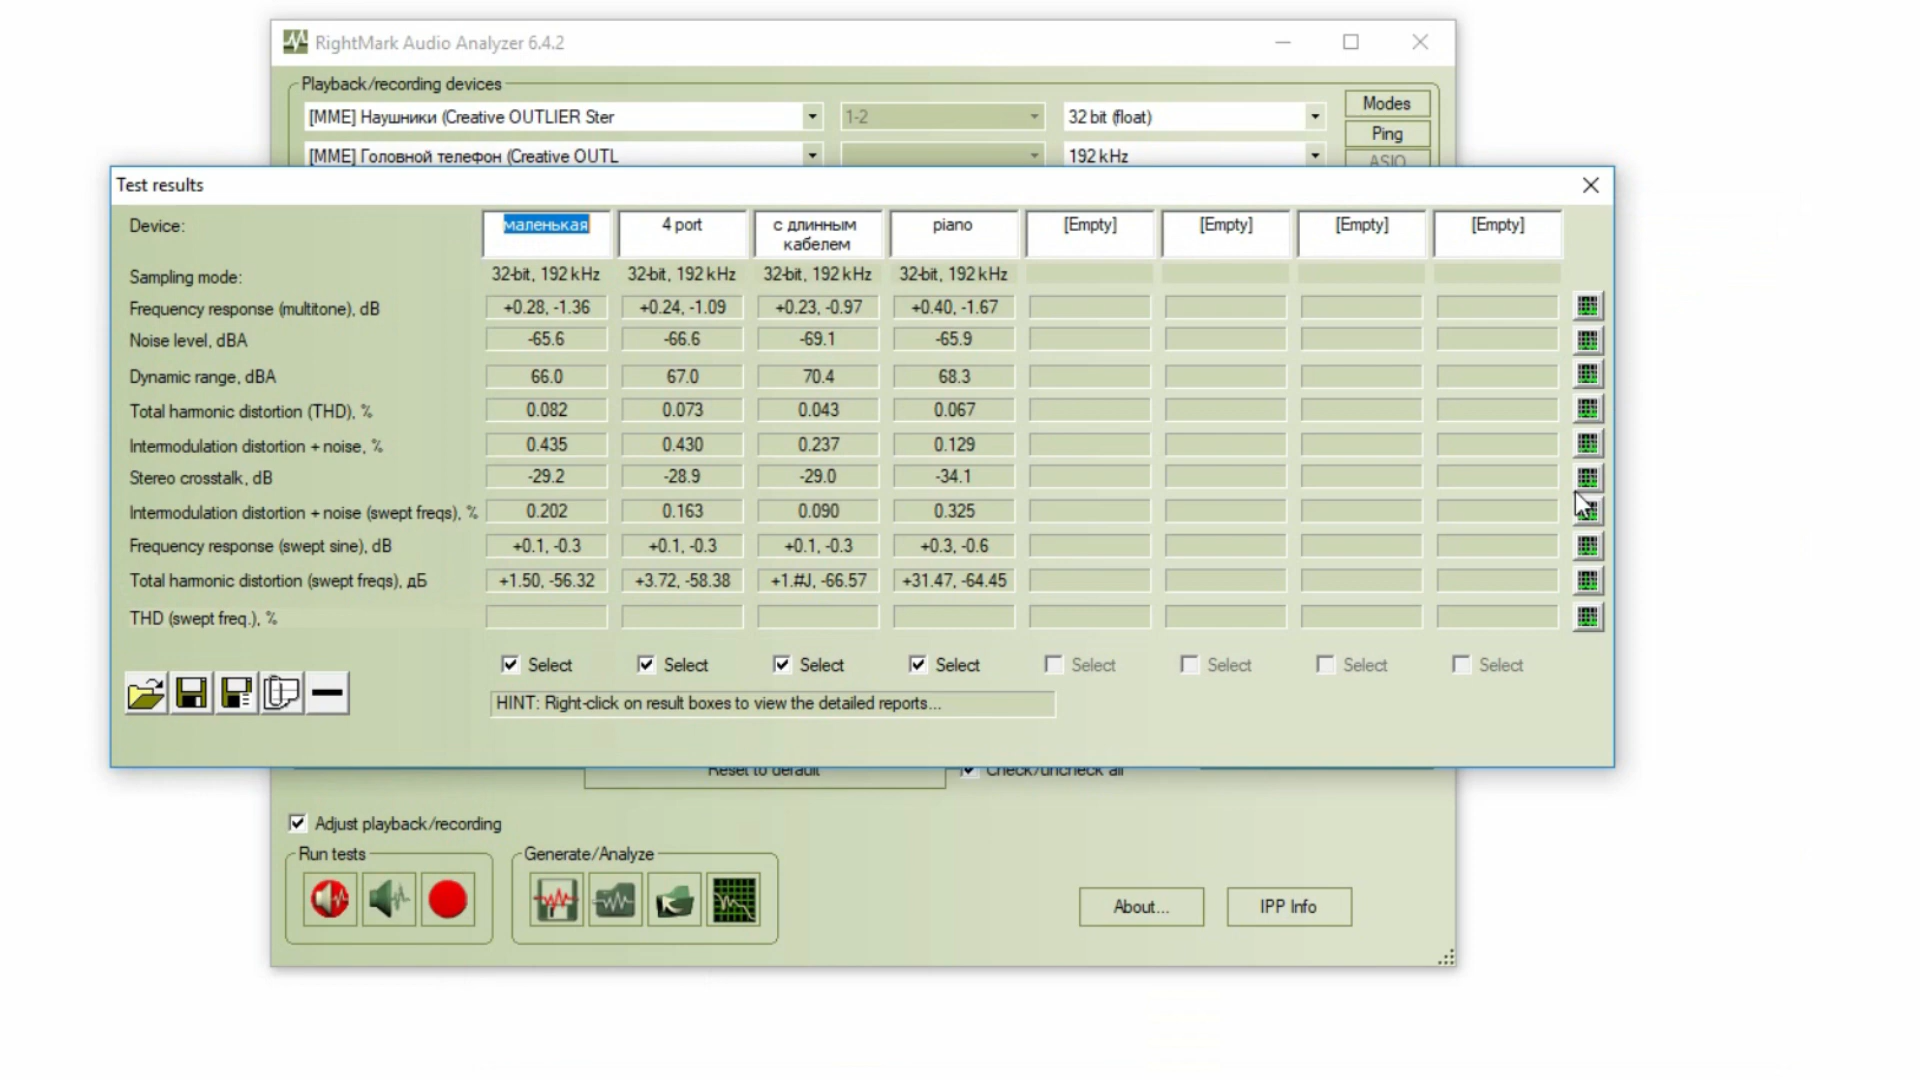 RightMark Audio Analyzer 6.4.2
Playback/recording devices
[MME] Наушники (Creative OUTLIER Ster
1-2
32 bit (float)
Modes
Ping
[MME] Головной телефон (Creative OUTL
192 kHz
ASIO
Test results
Device:
маленькая
4 port
с длинным
кабелем
piano
[Empty]
[Empty]
[Empty]
[Empty]
Sampling mode:
32-bit, 192 kHz
32-bit, 192 kHz
32-bit, 192 kHz
32-bit, 192 kHz
Frequency response (multitone), dB
+0.28, -1.36
+0.24, -1.09
+0.23, -0.97
+0.40, -1.67
Noise level, dBA
-65.6
-66.6
-69.1
-65.9
Dynamic range, dBA
66.0
67.0
70.4
68.3
Total harmonic distortion (THD), %
0.082
0.073
0.043
0.067
Intermodulation distortion + noise, %
0.435
0.430
0.237
0.129
Stereo crosstalk, dB
-29.2
-28.9
-29.0
-34.1
Intermodulation distortion + noise (swept freqs), %
0.202
0.163
0.090
0.325
Frequency response (swept sine), dB
+0.1, -0.3
+0.1, -0.3
+0.1, -0.3
+0.3, -0.6
Total harmonic distortion (swept freqs), дБ
+1.50, -56.32
+3.72, -58.38
+1.#J, -66.57
+31.47, -64.45
THD (swept freq.), %
Select
Select
Select
Select
Select
Select
Select
Select
HINT: Right-click on result boxes to view the detailed reports...
Reset to default
Check/uncheck all
Adjust playback/recording
Run tests
Generate/Analyze
About...
IPP Info